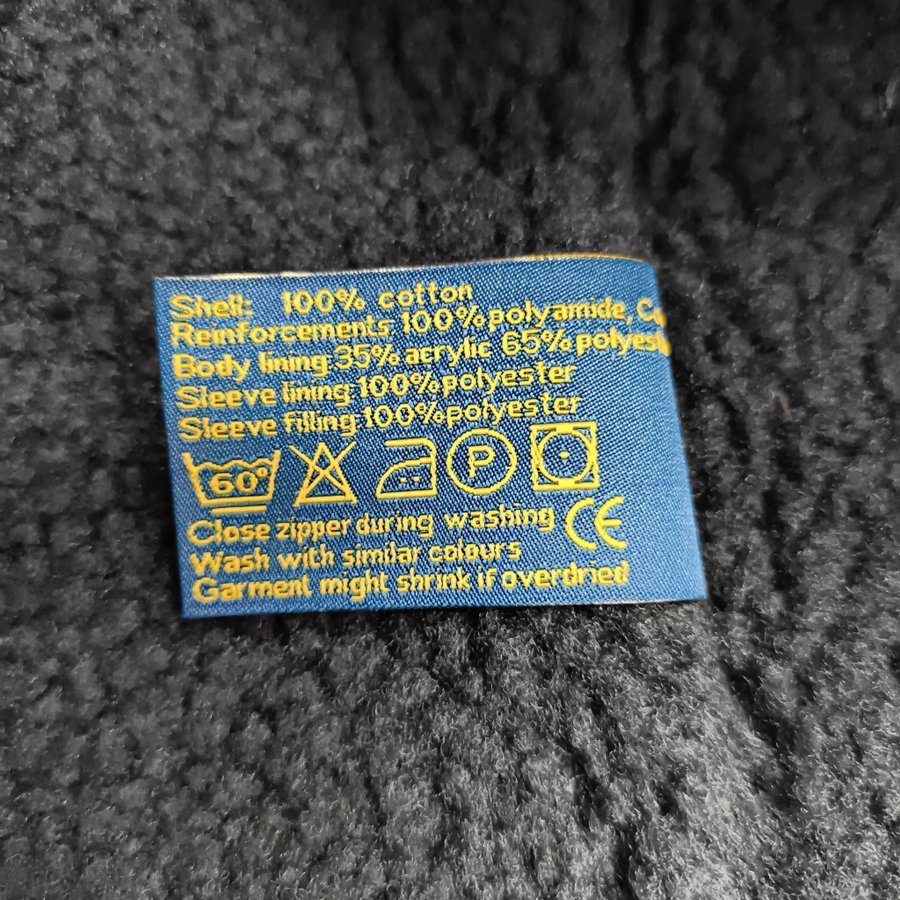 Shell: 100% cotton
Reinforcements: 100% polyamide,
Body lining: 35% acrylic 65%
Sleeve lining: 100% polyester
Sleeve filling: 100% polyester
60° P
Close zipper during washing CE
Wash with similar colours
Garment might shrink if overdried